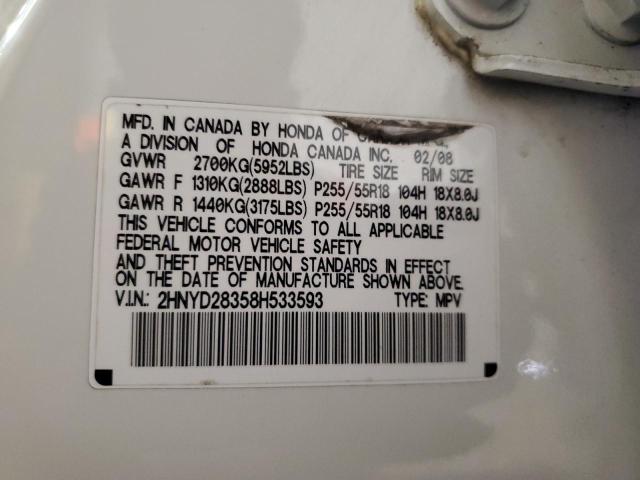 MFD. IN CANADA BY HONDA OF
A DIVISION OF HONDA CANADA INC. 02/08
GVWR 2700KG(5952LBS) TIRE SIZE RIM SIZE
GAWR F 1310KG(2888LBS) P255/55R18 104H 18X8.0J
GAWR R 1440KG(3175LBS) P255/55R18 104H 18X8.0J
THIS VEHICLE CONFORMS TO ALL APPLICABLE
FEDERAL MOTOR VEHICLE SAFETY
AND THEFT PREVENTION STANDARDS IN EFFECT
ON THE DATE OF MANUFACTURE SHOWN ABOVE.
V.I.N.: 2HNYD28358H533593 TYPE: MPV